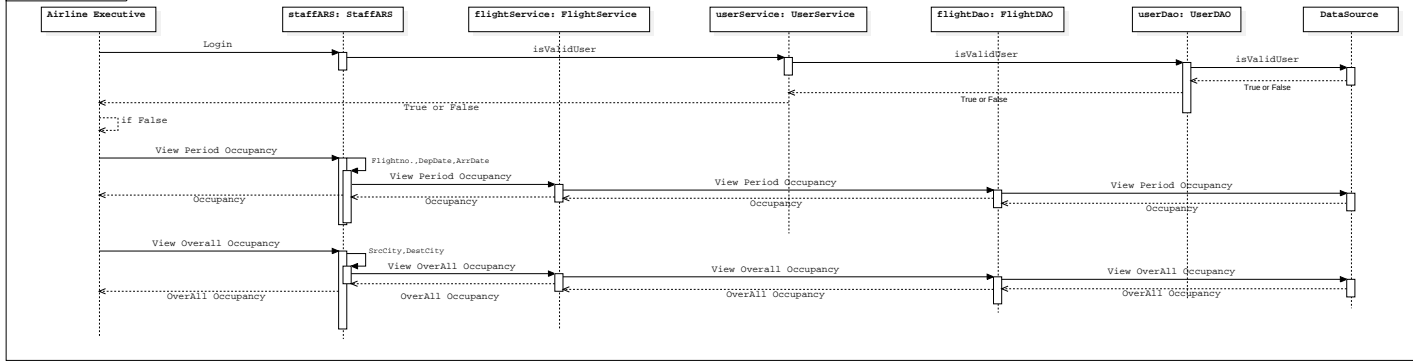 Airline Executive
staffARS: StaffARS
flightService: FlightService
userService: UserService
flightDao: FlightDAO
userDao: UserDAO
DataSource
Login
isValidUser
isValidUser
isValidUser
True or False
True or False
True or False
if False
View Period Occupancy
Flightno.,DepDate,ArrDate
View Period Occupancy
View Period Occupancy
View Period Occupancy
Occupancy
Occupancy
Occupancy
Occupancy
View Overall Occupancy
SrcCity,DestCity
View OverAll Occupancy
View Overall Occupancy
View OverAll Occupancy
OverAll Occupancy
OverAll Occupancy
OverAll Occupancy
OverAll Occupancy